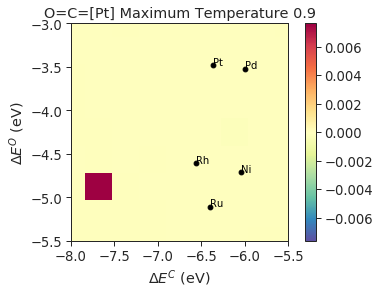 O=C=[Pt] Maximum Temperature 0.9
−3.0
−3.5
−4.0
−4.5
−5.0
−5.5
ΔE^O (eV)
Pt
Pd
Rh
Ni
Ru
−8.0 −7.5 −7.0 −6.5 −6.0 −5.5
ΔE^C (eV)
0.006
0.004
0.002
0.000
−0.002
−0.004
−0.006